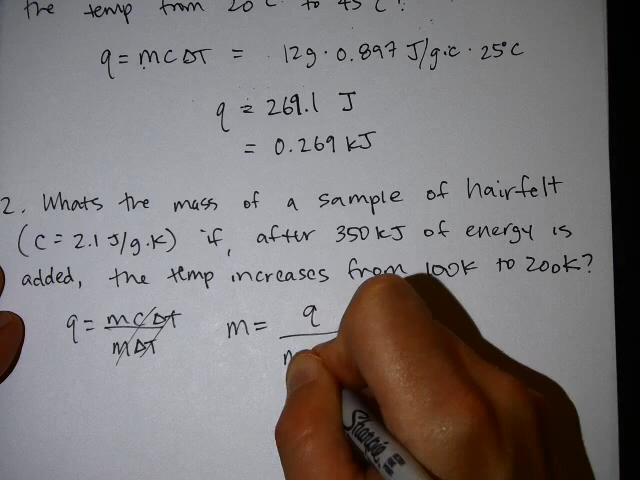 the temp from 20°C to 45°C?
q = mCΔT = 12g · 0.897 J/g·c · 25°C
q = 269.1 J
= 0.269 kJ
2. Whats the mass of a sample of hairfelt
(C = 2.1 J/g·K) if, after 350 kJ of energy is
added, the temp increases from 100K to 200K?
q = mCΔT / mΔT m = q / m
Sharpie